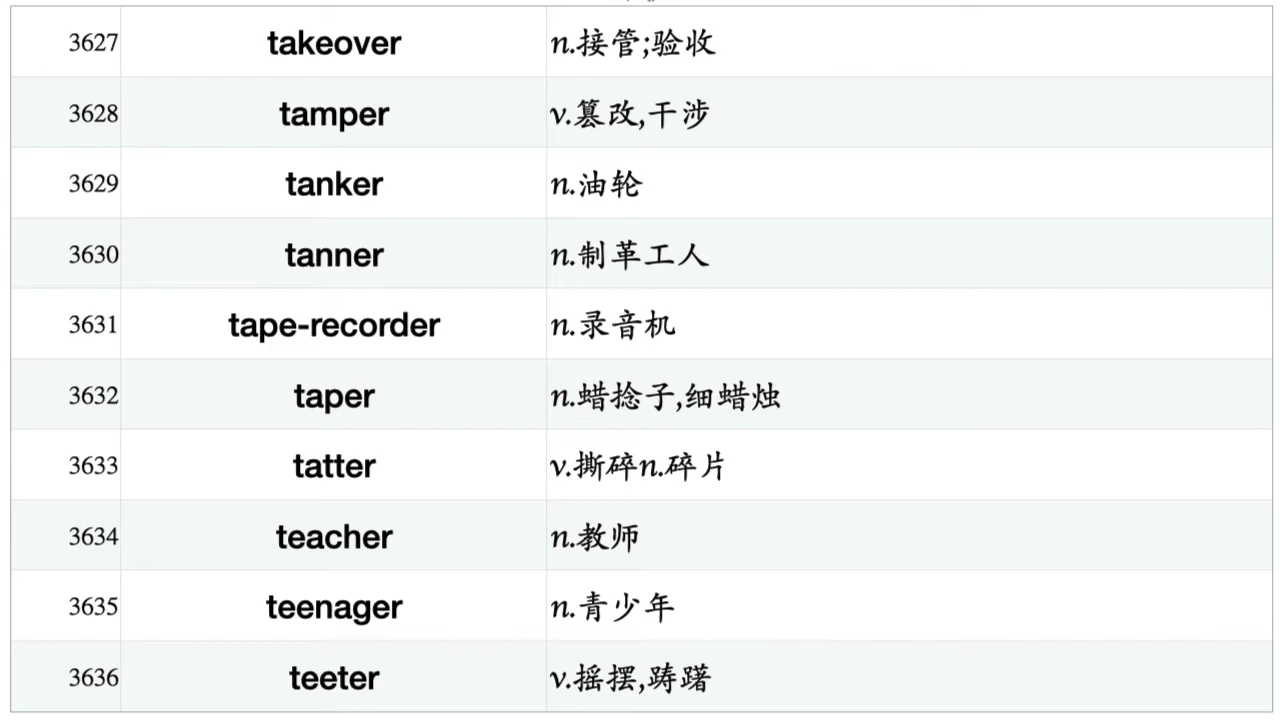 3627 takeover n.接管;验收
3628 tamper v.篡改,干涉
3629 tanker n.油轮
3630 tanner n.制革工人
3631 tape-recorder n.录音机
3632 taper n.蜡捻子,细蜡烛
3633 tatter v.撕碎n.碎片
3634 teacher n.教师
3635 teenager n.青少年
3636 teeter v.摇摆,踌躇